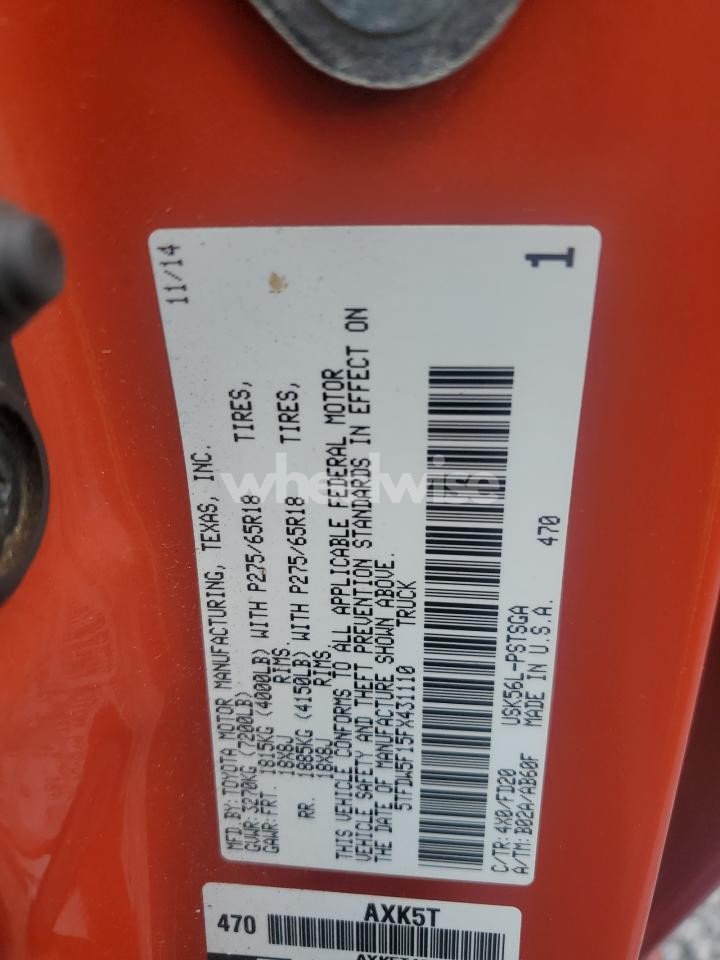 MFD. BY: TOYOTA MOTOR MANUFACTURING, TEXAS, INC. 11/14
GVWR: 3270KG (7200LB)
GAWR: FRT. 1815KG (4000LB) WITH P275/65R18 TIRES,
18X8J RIMS.
RR. 1885KG (4150LB) WITH P275/65R18 TIRES,
18X8J RIMS.
THIS VEHICLE CONFORMS TO ALL APPLICABLE FEDERAL MOTOR
VEHICLE SAFETY AND THEFT PREVENTION STANDARDS IN EFFECT ON
THE DATE OF MANUFACTURE SHOWN ABOVE.
5TFDW5F15FX431110 TRUCK
C/TR: 4X0/FD20 USK56L-PSTSGA 470
A/TM: B02A/AB60F MADE IN U.S.A. 1
470 AXK5T
wheelwise